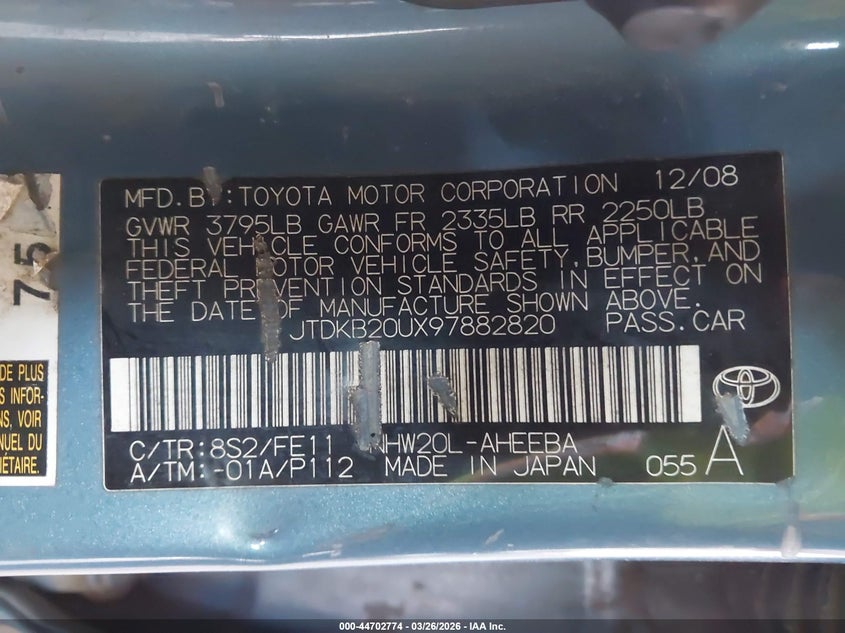 MFD.BY:TOYOTA MOTOR CORPORATION 12/08
GVWR 3795LB GAWR FR 2335LB RR 2250LB
THIS VEHICLE CONFORMS TO ALL APPLICABLE
FEDERAL MOTOR VEHICLE SAFETY,BUMPER,AND
THEFT PREVENTION STANDARDS IN EFFECT ON
THE DATE OF MANUFACTURE SHOWN ABOVE.
JTDKB20UX97882820 PASS.CAR
C/TR:8S2/FE11 NHW20L-AHEEBA
A/TM:-01A/P112 MADE IN JAPAN 055 A
75
DE PLUS
S INFOR-
S, VOIR
NUEL DU
IÉTAIRE.
000-44702774 - 03/26/2026 - IAA Inc.